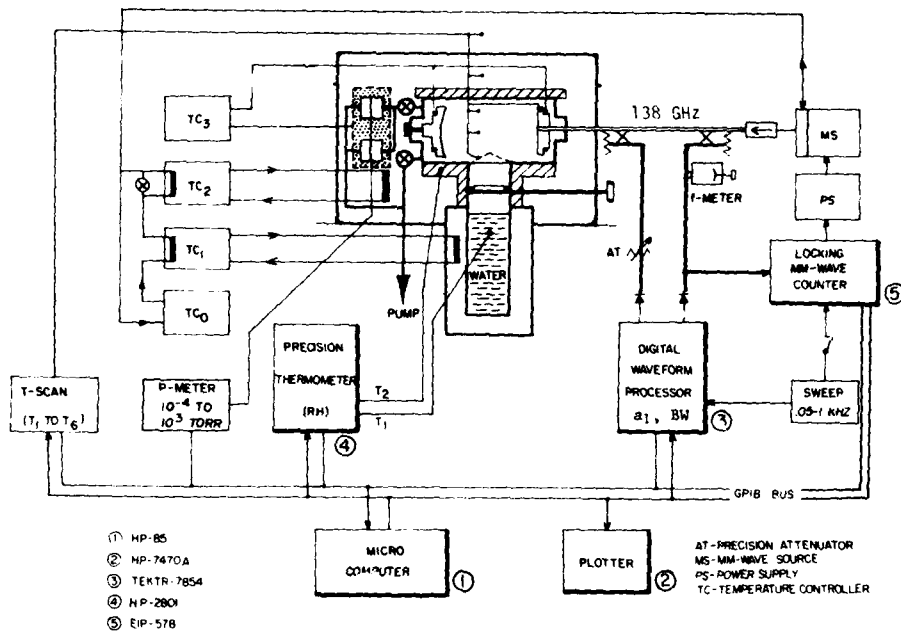 TC3
TC2
TC1
TC0
138 GHz
MS
PS
f-METER
AT
LOCKING
MM-WAVE
COUNTER
⑤
WATER
PUMP
PRECISION
THERMOMETER
(RH)
④
T2
T1
DIGITAL
WAVEFORM
PROCESSOR
a1, BW
③
SWEEP
.05-1 KHZ
T-SCAN
(T1 TO T6)
P-METER
10-4 TO
103 TORR
GPIB BUS
MICRO
COMPUTER
①
PLOTTER
②
① HP-85
② HP-7470A
③ TEKTR-7854
④ HP-2801
⑤ EIP-578
AT-PRECISION ATTENUATOR
MS-MM-WAVE SOURCE
PS-POWER SUPPLY
TC-TEMPERATURE CONTROLLER